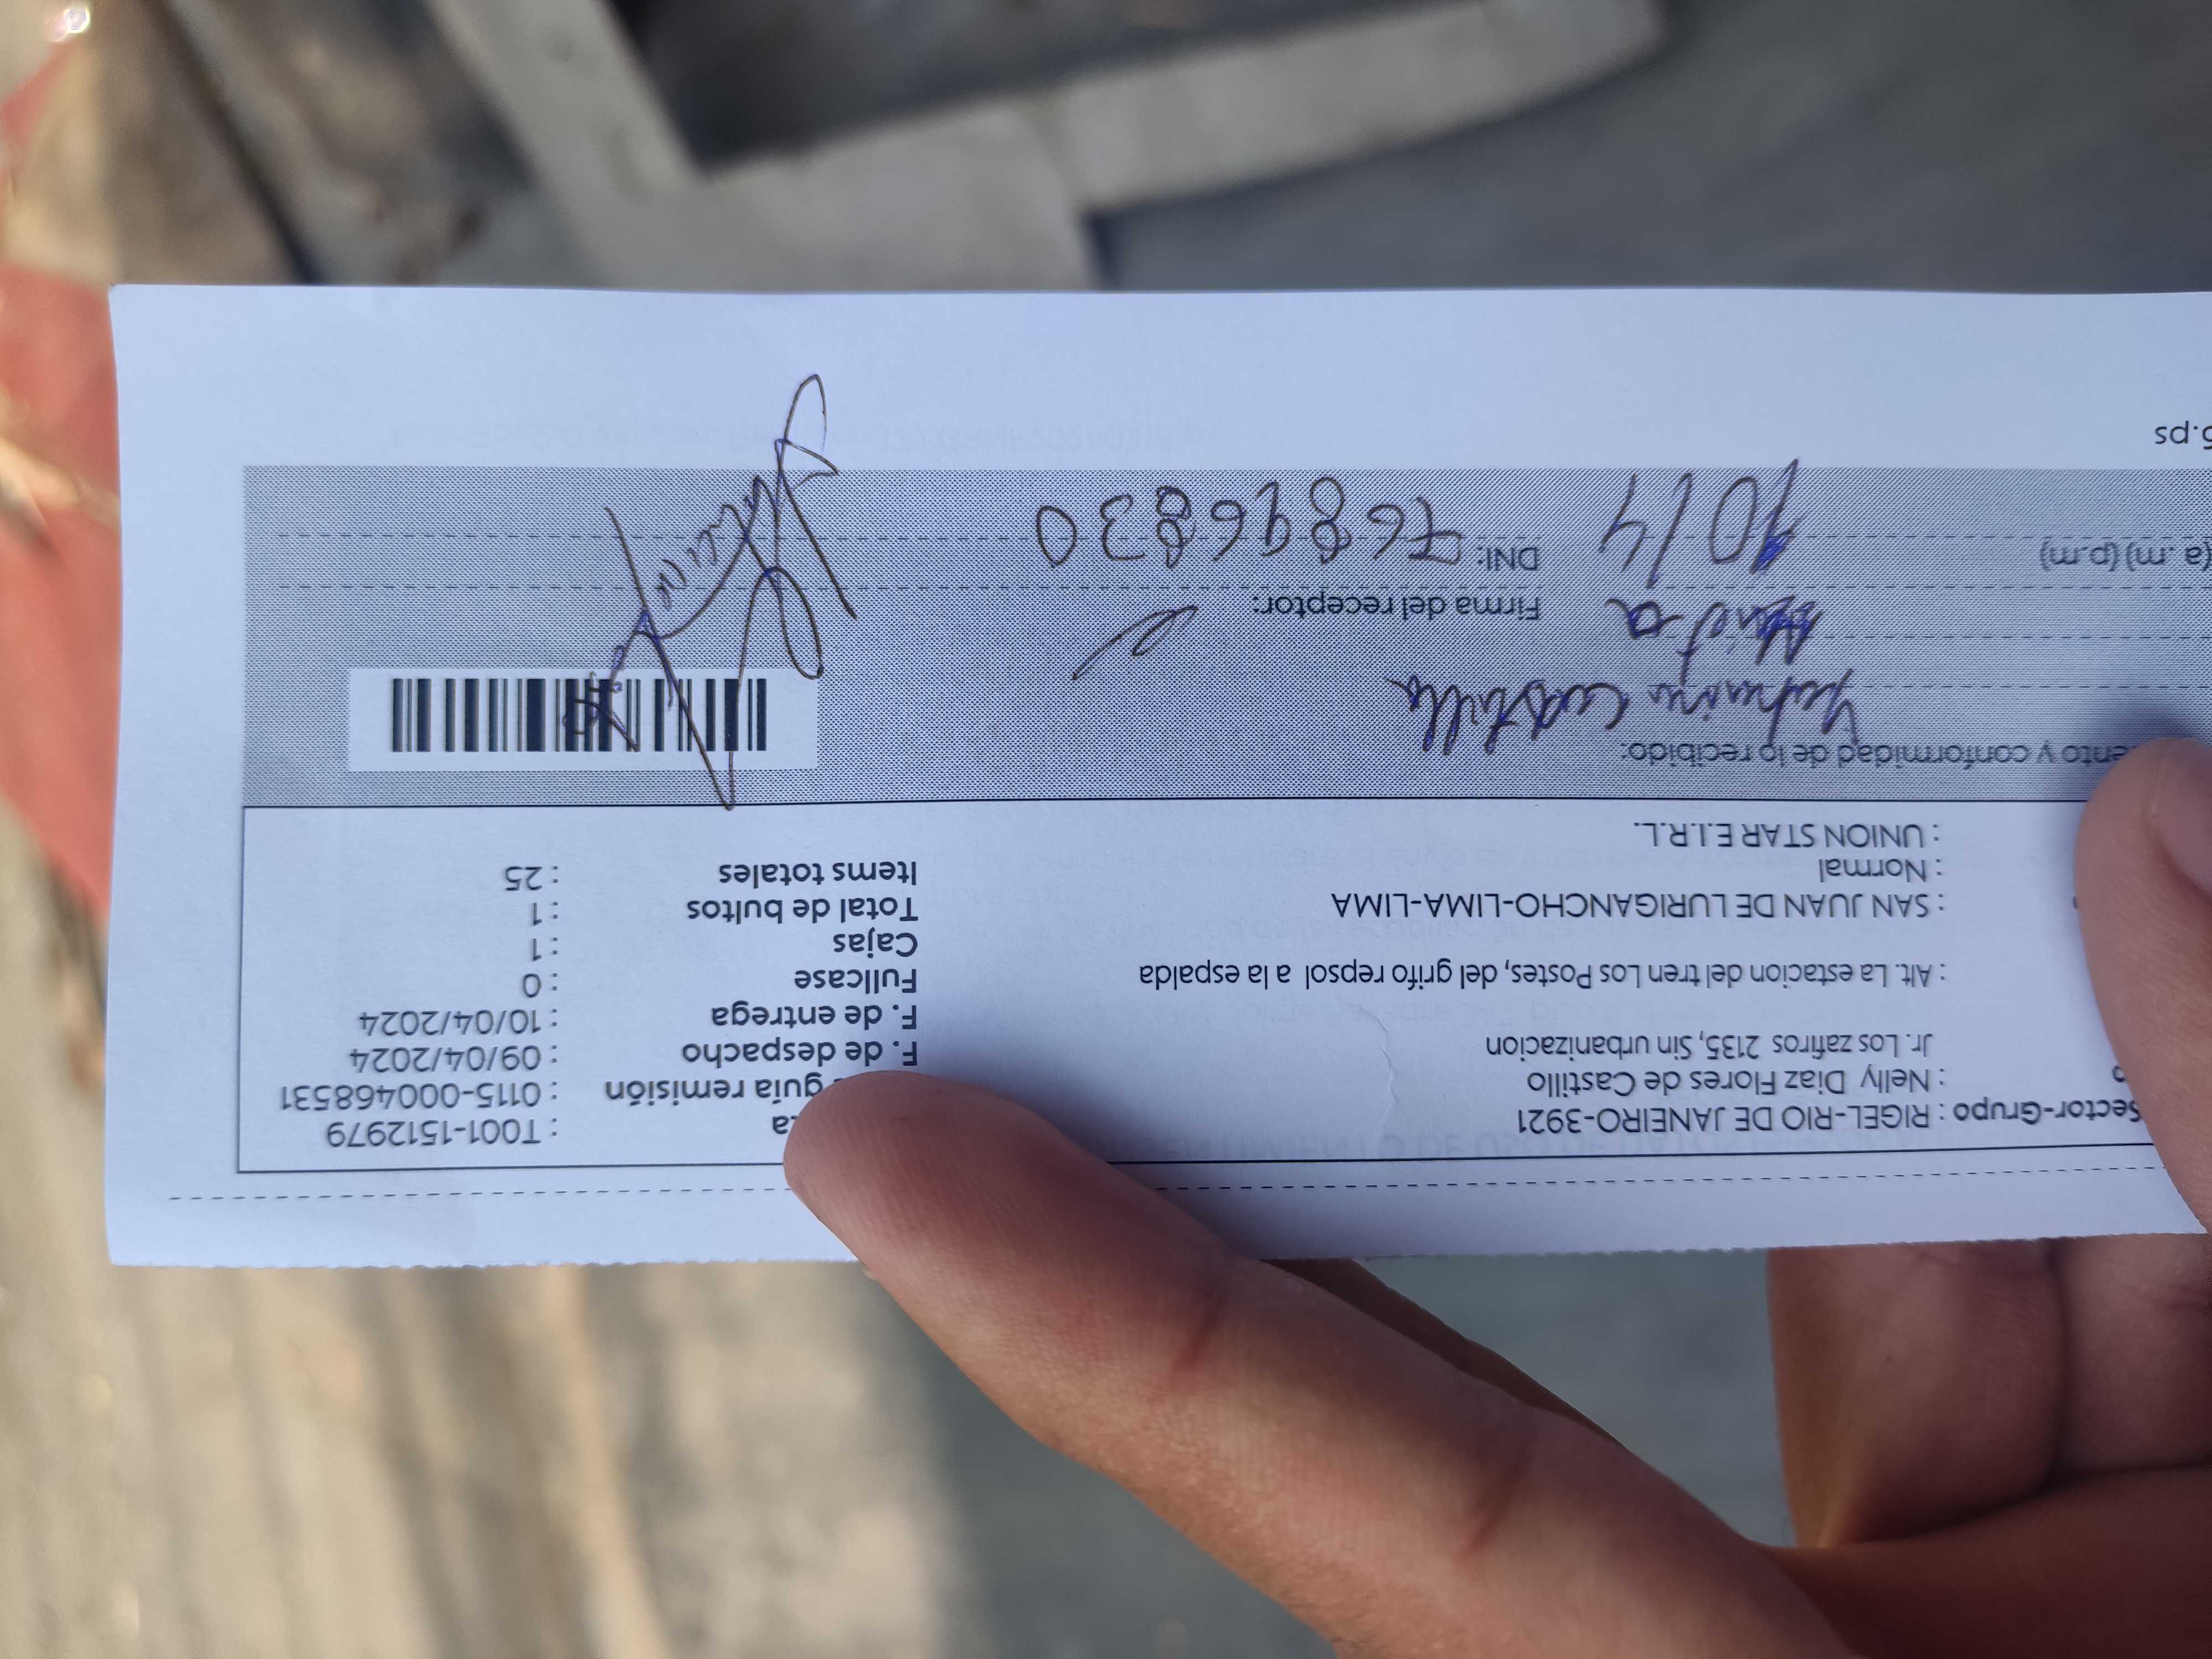 Sector-Grupo : RIGEL-RIO DE JANEIRO-3921
: Nelly Diaz Flores de Castillo
Jr. Los zafiros 2135, Sin urbanizacion
: Alt. La estacion del tren Los Postes, del grifo repsol a la espalda
: SAN JUAN DE LURIGANCHO-LIMA-LIMA
: Normal
: UNION STAR E.I.R.L.
: T001-1512979
guía remisión : 0115-000468531
F. de despacho : 09/04/2024
F. de entrega : 10/04/2024
Fullcase : 0
Cajas : 1
Total de bultos : 1
Items totales : 25
y conformidad de lo recibido:
Castillo
Nieta
Firma del receptor:
(a .m) (p.m) 10/4 DNI: 76896830
.ps